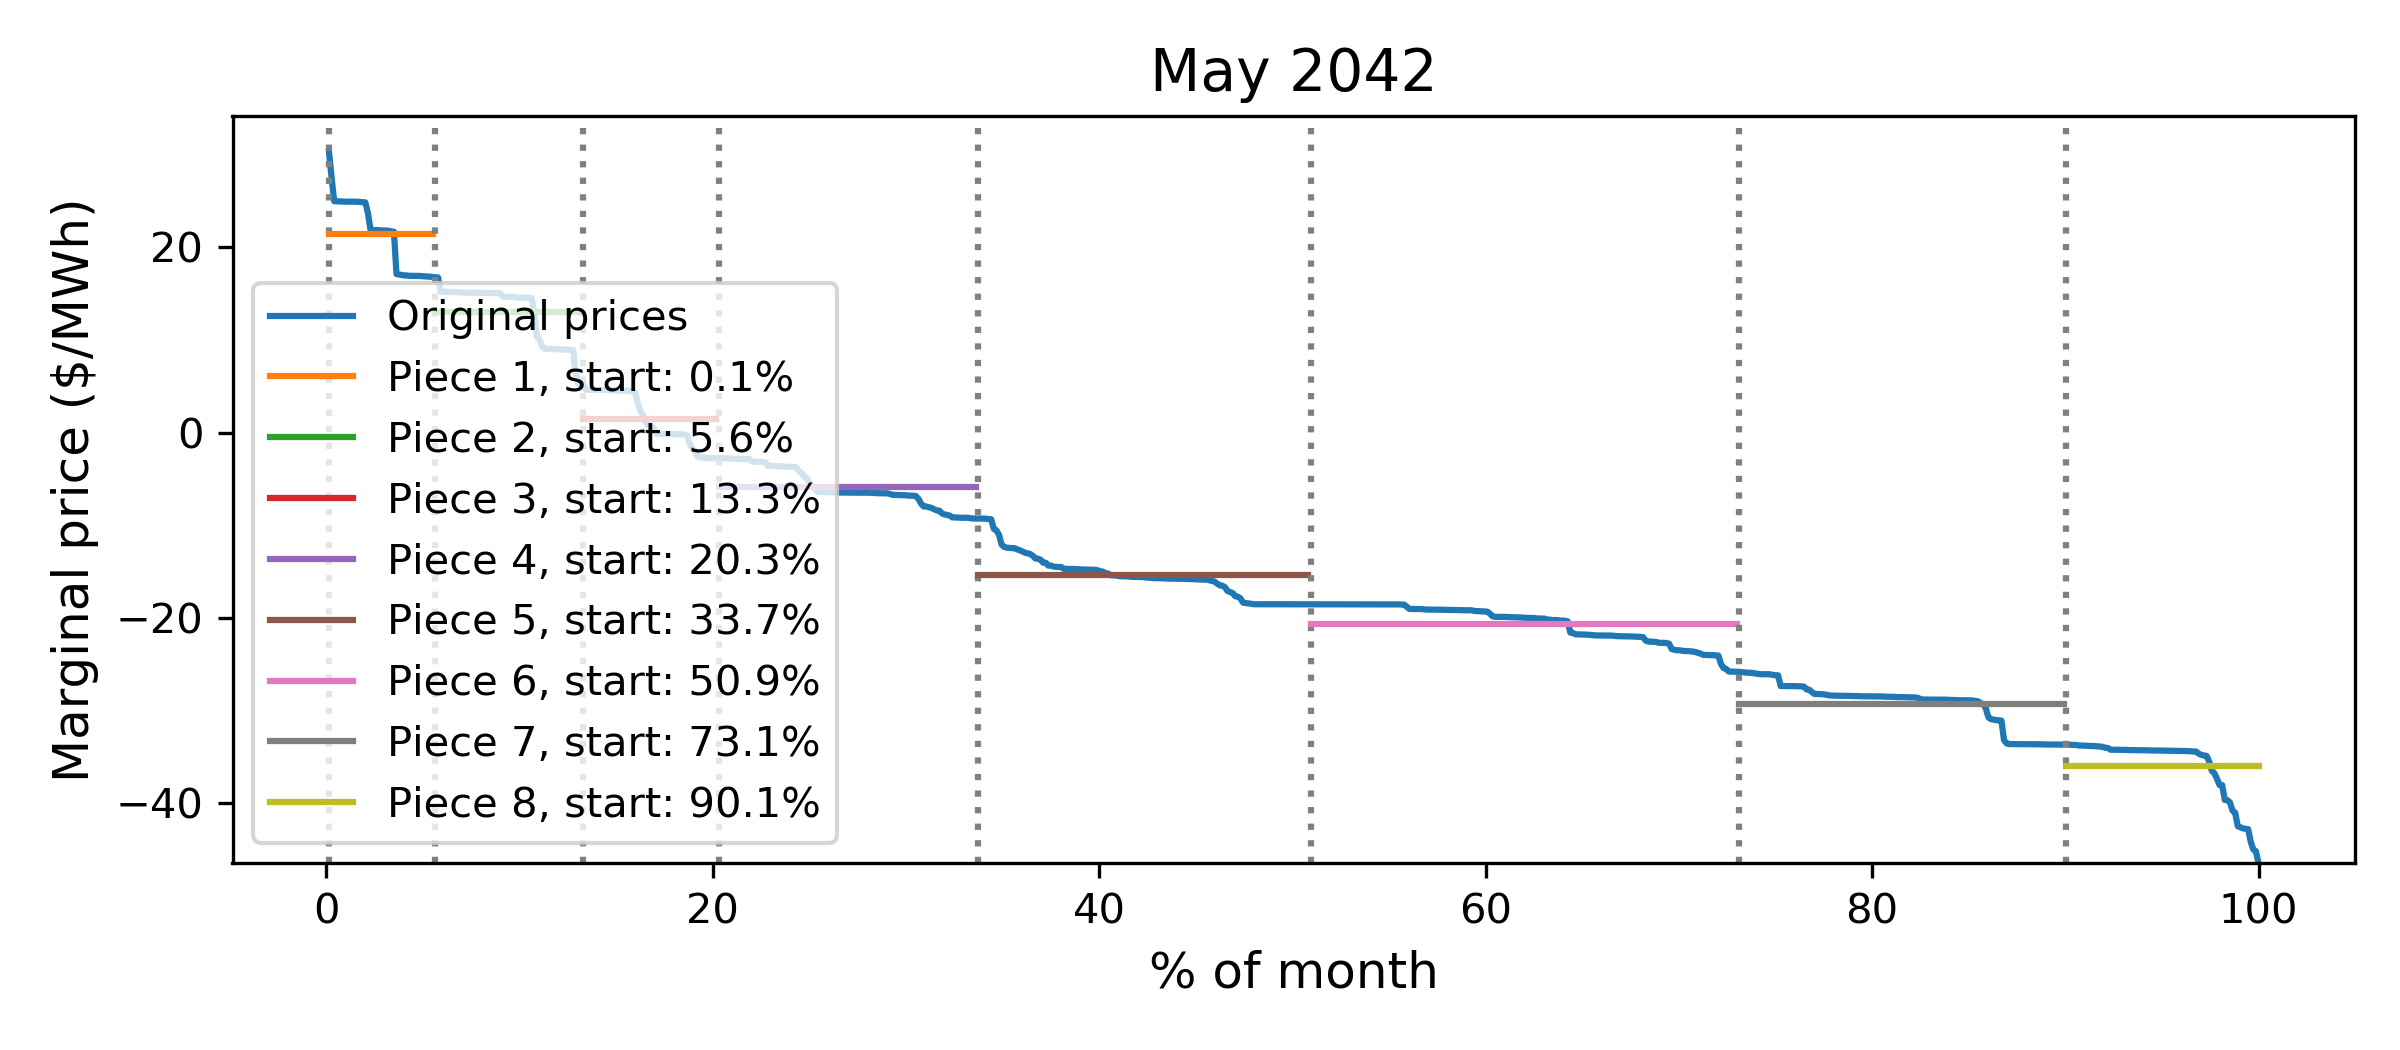 May 2042
Marginal price ($/MWh)
20
0
−20
−40
Original prices
Piece 1, start: 0.1%
Piece 2, start: 5.6%
Piece 3, start: 13.3%
Piece 4, start: 20.3%
Piece 5, start: 33.7%
Piece 6, start: 50.9%
Piece 7, start: 73.1%
Piece 8, start: 90.1%
0 20 40 60 80 100
% of month